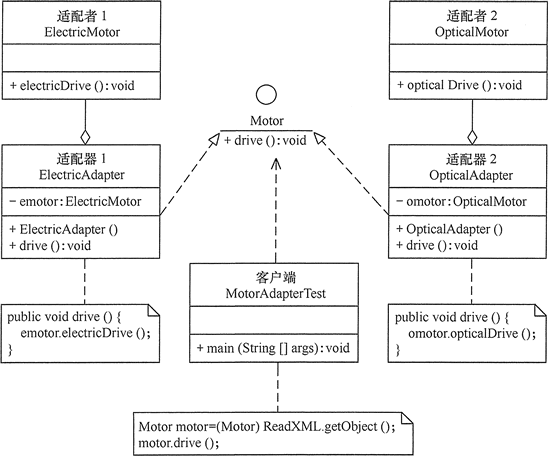 适配者 1
ElectricMotor
+ electricDrive ():void
适配者 2
OpticalMotor
+ optical Drive ():void
Motor
+ drive ():void
适配器 1
ElectricAdapter
− emotor:ElectricMotor
+ ElectricAdapter ()
+ drive ():void
适配器 2
OpticalAdapter
− omotor:OpticalMotor
+ OpticalAdapter ()
+ drive ():void
客户端
MotorAdapterTest
+ main (String [] args):void
public void drive () {
emotor.electricDrive ();
}
public void drive () {
omotor.opticalDrive ();
}
Motor motor=(Motor) ReadXML.getObject ();
motor.drive ();